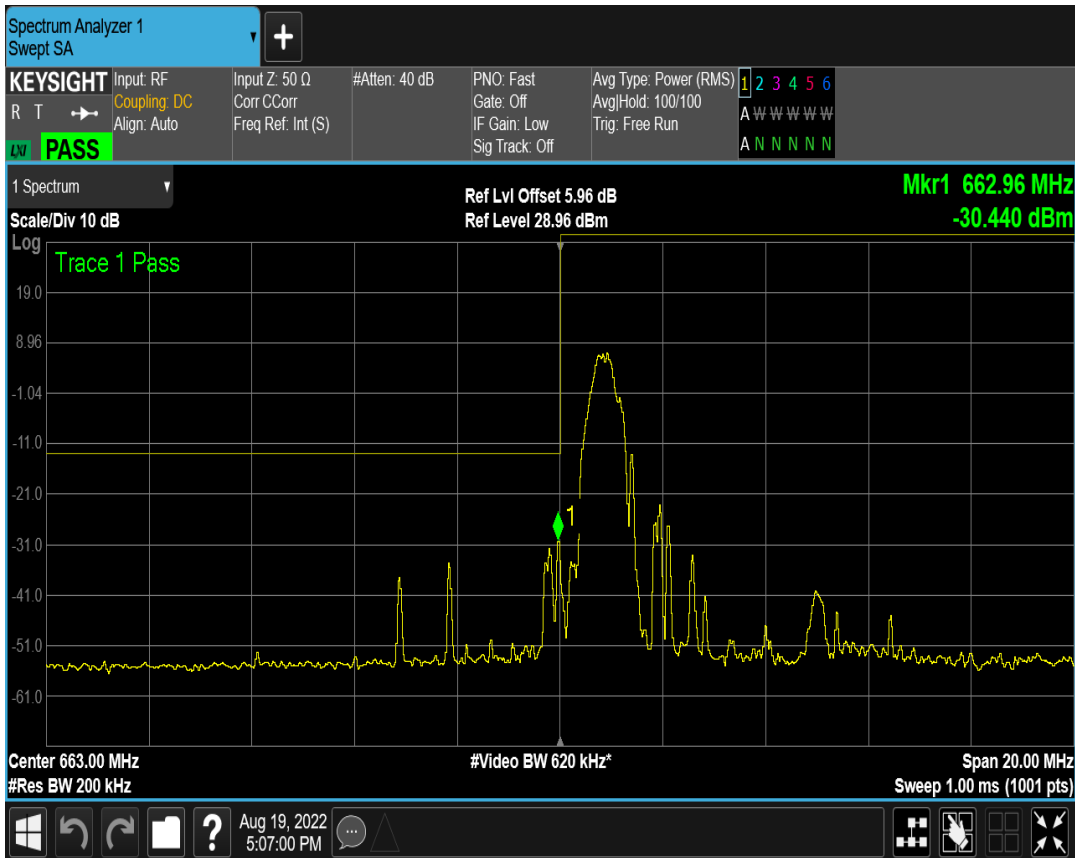 Spectrum Analyzer 1
Swept SA
+
KEYSIGHT
R T
LXI PASS
Input: RF
Coupling: DC
Align: Auto
Input Z: 50 Ω
Corr CCorr
Freq Ref: Int (S)
#Atten: 40 dB
PNO: Fast
Gate: Off
IF Gain: Low
Sig Track: Off
Avg Type: Power (RMS)
Avg|Hold: 100/100
Trig: Free Run
1 2 3 4 5 6
A W W W W W
A N N N N N
1 Spectrum
Scale/Div 10 dB
Ref Lvl Offset 5.96 dB
Ref Level 28.96 dBm
Mkr1 662.96 MHz
-30.440 dBm
Log
Trace 1 Pass
19.0
8.96
-1.04
-11.0
-21.0
-31.0
-41.0
-51.0
-61.0
1
Center 663.00 MHz
#Res BW 200 kHz
#Video BW 620 kHz*
Span 20.00 MHz
Sweep 1.00 ms (1001 pts)
?
Aug 19, 2022
5:07:00 PM